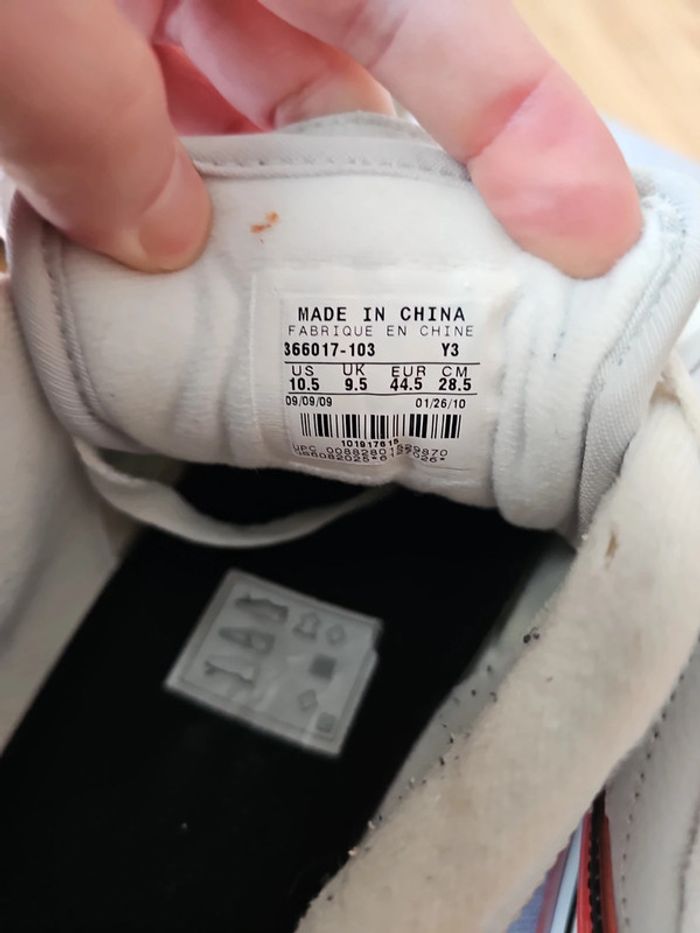 MADE IN CHINA
FABRIQUE EN CHINE
366017-103 Y3
US UK EUR CM
10.5 9.5 44.5 28.5
09/09/09 01/26/10
UPC